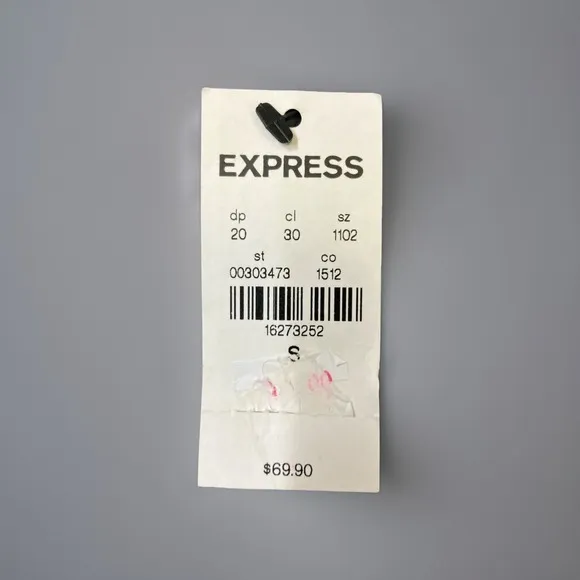 EXPRESS
dp cl sz
20 30 1102
st co
00303473 1512
16273252
S
$69.90